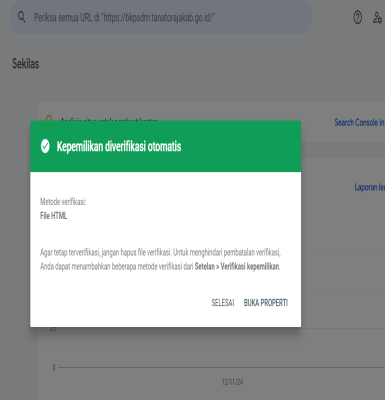 Periksa semua URL di "https://bkpsdm.tanatorajakab.go.id/"
Sekilas
Search Console In
Kepemilikan diverifikasi otomatis
Laporan le
Metode verifikasi:
File HTML
Agar tetap terverifikasi, jangan hapus file verifikasi. Untuk menghindari pembatalan verifikasi,
Anda dapat menambahkan beberapa metode verifikasi dari Setelan > Verifikasi kepemilikan.
SELESAI BUKA PROPERTI
0
12/11/24